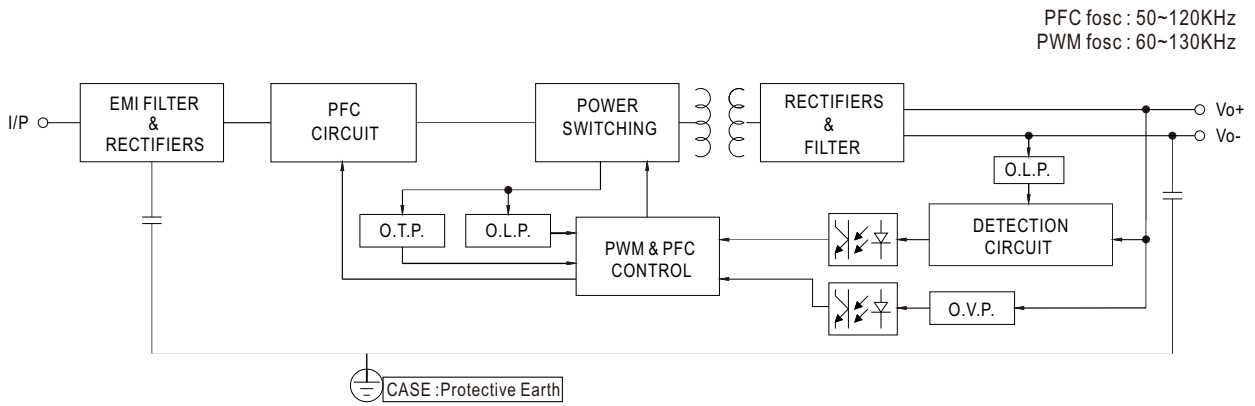 PFC fosc : 50~120KHz
PWM fosc : 60~130KHz
I/P
EMI FILTER
&
RECTIFIERS
PFC
CIRCUIT
POWER
SWITCHING
RECTIFIERS
&
FILTER
Vo+
Vo-
O.L.P.
O.T.P.
O.L.P.
PWM & PFC
CONTROL
DETECTION
CIRCUIT
O.V.P.
CASE :Protective Earth